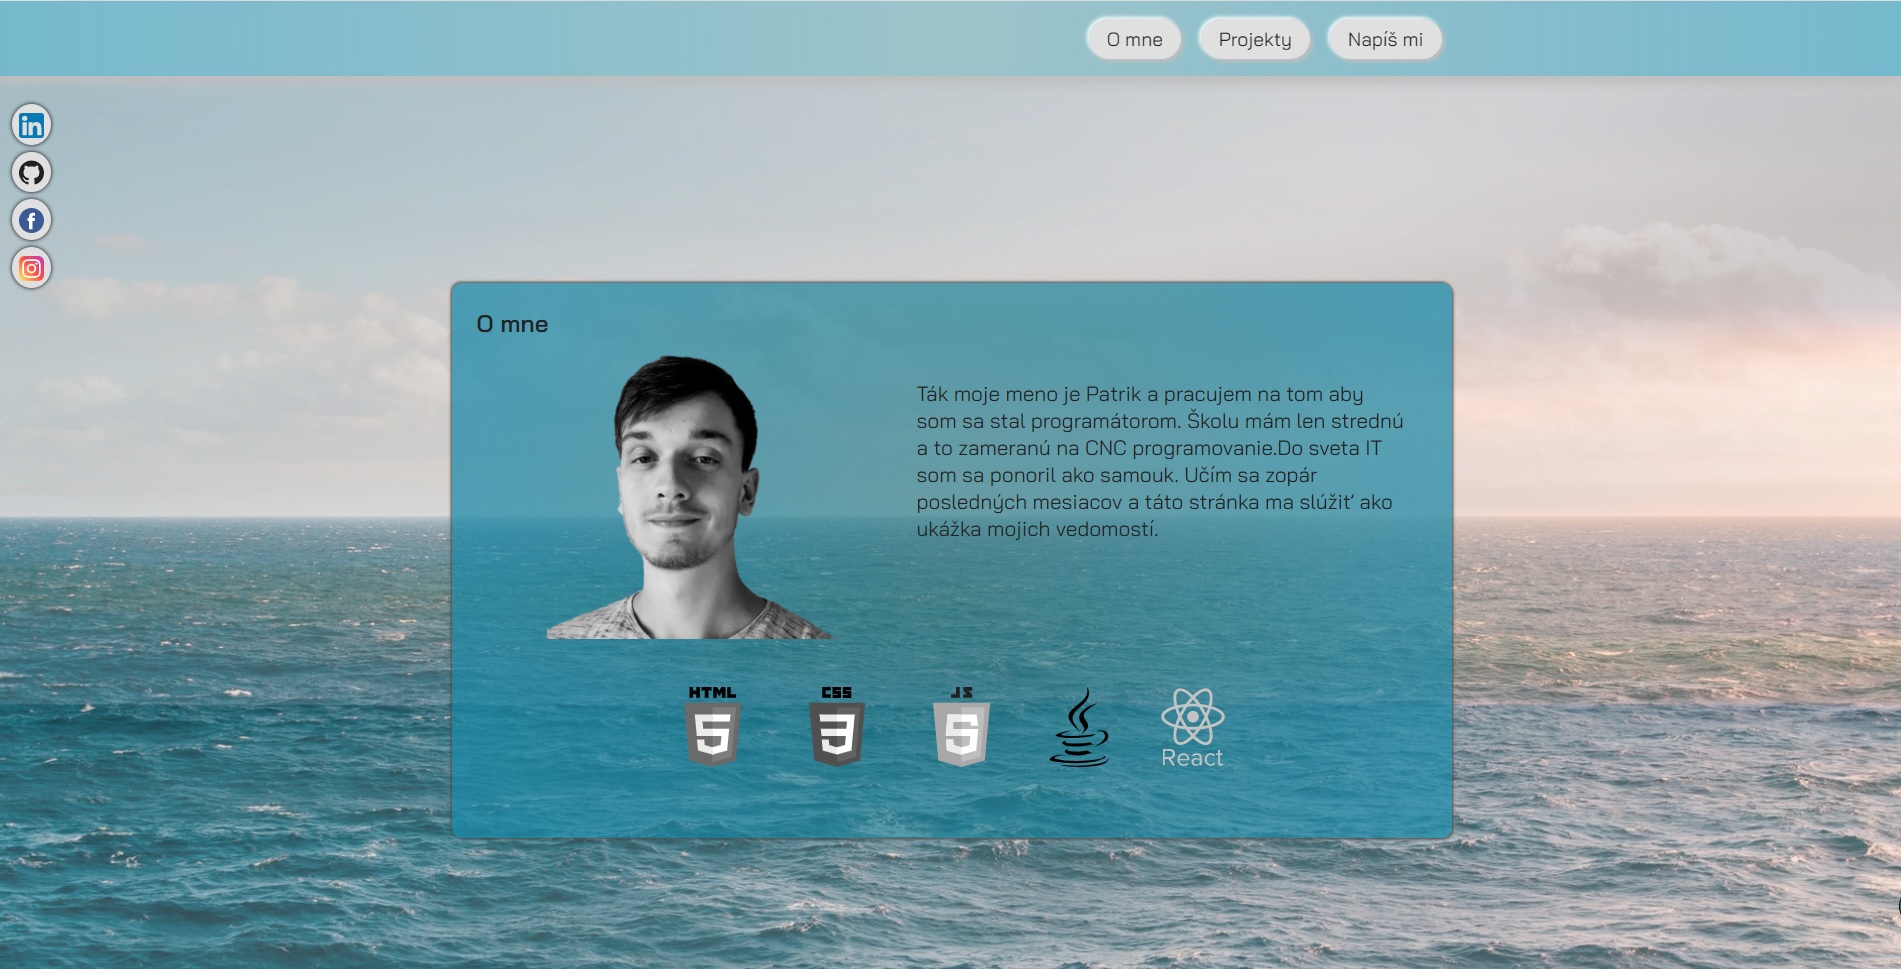 O mne
Projekty
Napíš mi
in
f
O mne
Ták moje meno je Patrik a pracujem na tom aby
som sa stal programátorom. Školu mám len strednú
a to zameranú na CNC programovanie.Do sveta IT
som sa ponoril ako samouk. Učím sa zopár
posledných mesiacov a táto stránka ma slúžiť ako
ukážka mojich vedomostí.
HTML CSS JS
5 3 5
React